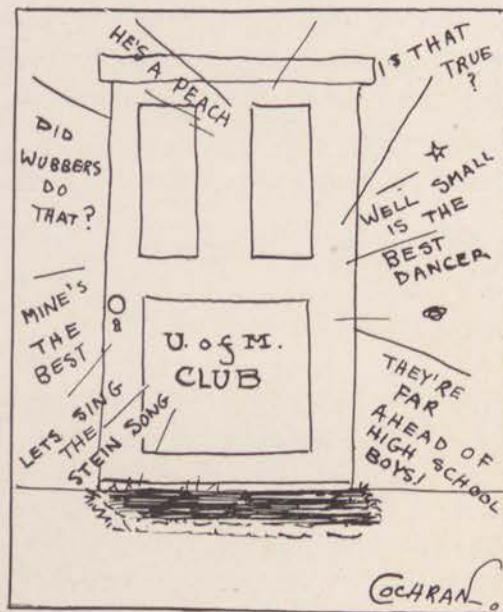 HE'S A
PEACH
IS THAT
TRUE
?
DID
WUBBERS
DO
THAT?
WELL SMALL
IS THE
BEST
DANCER
MINE'S
THE
BEST
U. of M.
CLUB
LETS SING
THE
STEIN SONG
THEY'RE
FAR
AHEAD OF
HIGH SCHOOL
BOYS!
COCHRAN